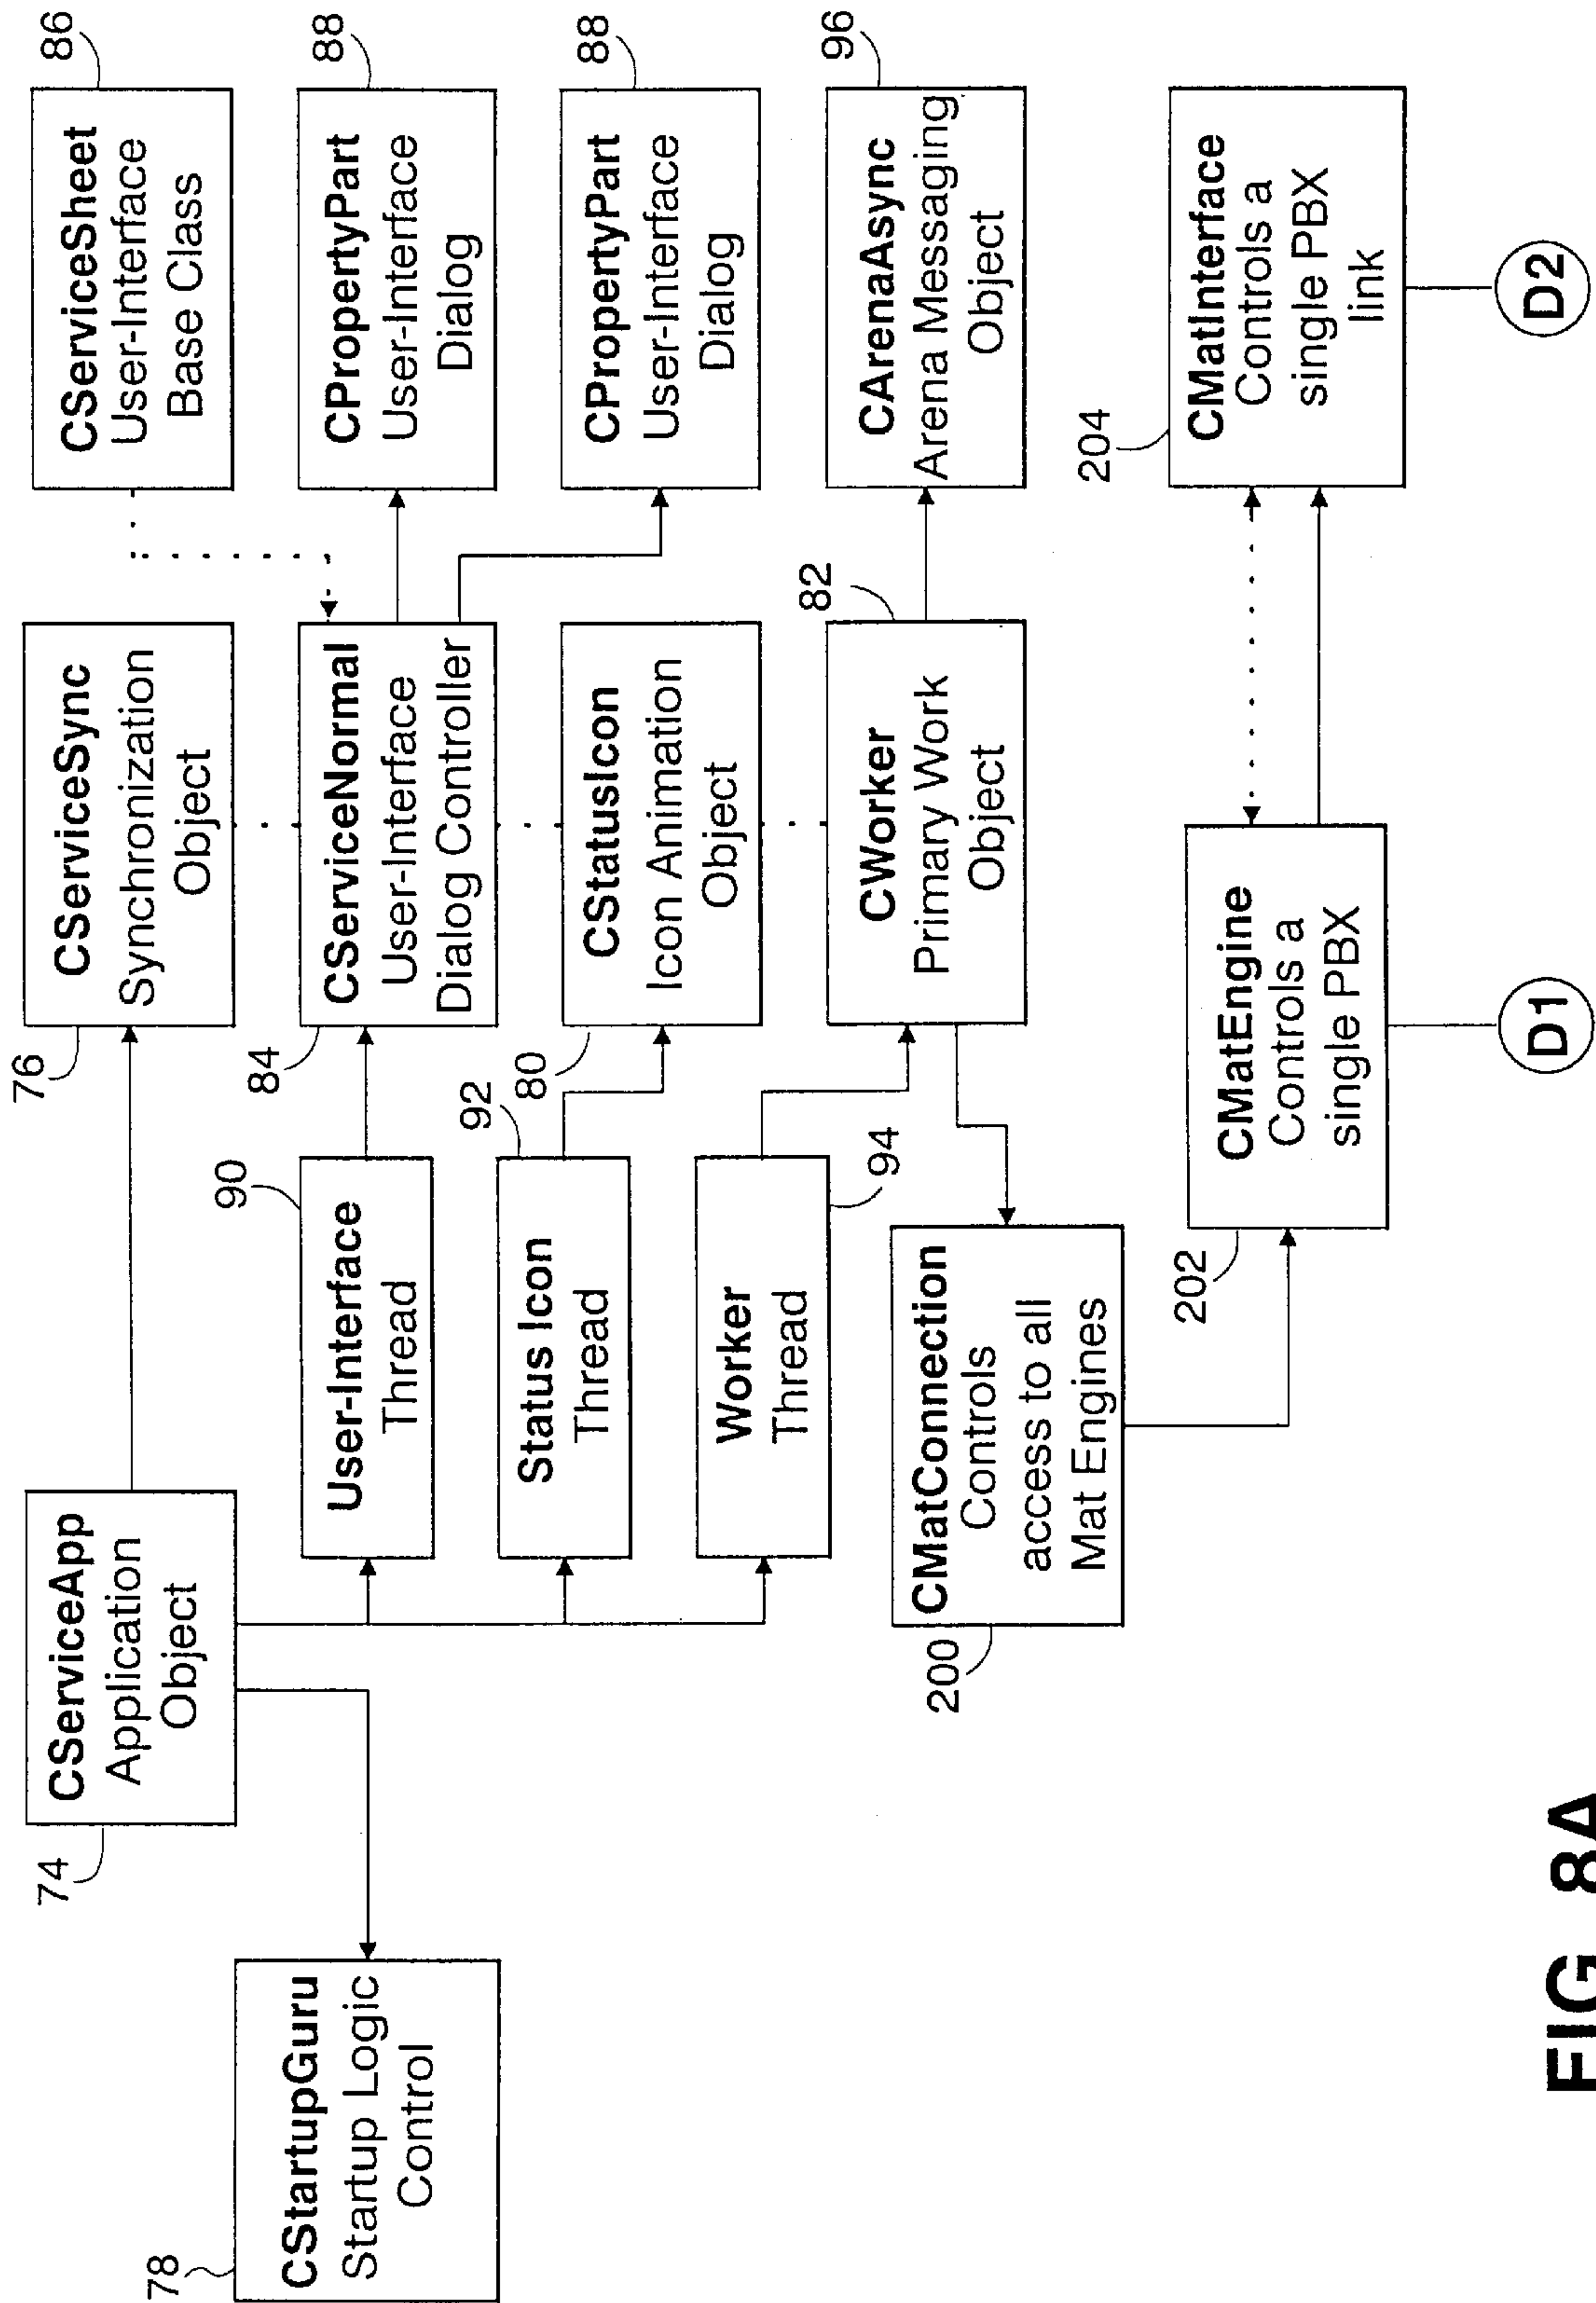 74
CServiceApp
Application
Object
76
CServiceSync
Synchronization
Object
86
CServiceSheet
User-Interface
Base Class
78
CStartupGuru
Startup Logic
Control
90
User-Interface
Thread
84
CServiceNormal
User-Interface
Dialog Controller
88
CPropertyPart
User-Interface
Dialog
92
Status Icon
Thread
80
CStatusIcon
Icon Animation
Object
88
CPropertyPart
User-Interface
Dialog
Worker
Thread
94
82
CWorker
Primary Work
Object
96
CArenaAsync
Arena Messaging
Object
200
CMatConnection
Controls
access to all
Mat Engines
202
CMatEngine
Controls a
single PBX
204
CMatInterface
Controls a
single PBX
link
D1
D2
FIG 8A